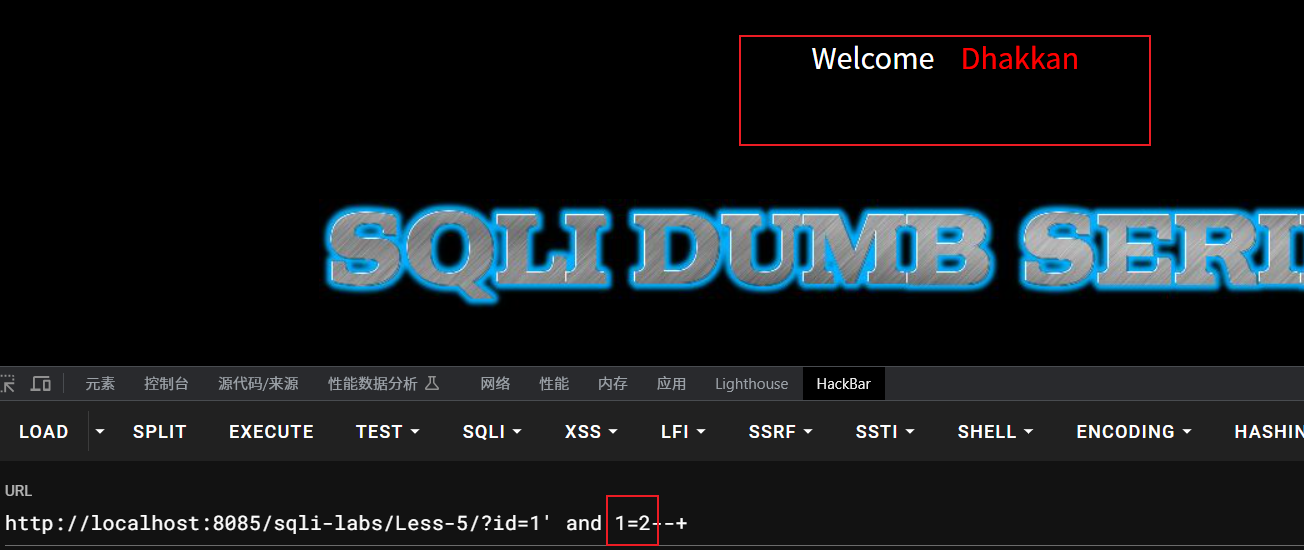 Welcome Dhakkan
SQLI DUMB SERI
元素 控制台 源代码/来源 性能数据分析 网络 性能 内存 应用 Lighthouse HackBar
LOAD SPLIT EXECUTE TEST SQLI XSS LFI SSRF SSTI SHELL ENCODING HASHIN
URL
http://localhost:8085/sqli-labs/Less-5/?id=1' and 1=2--+